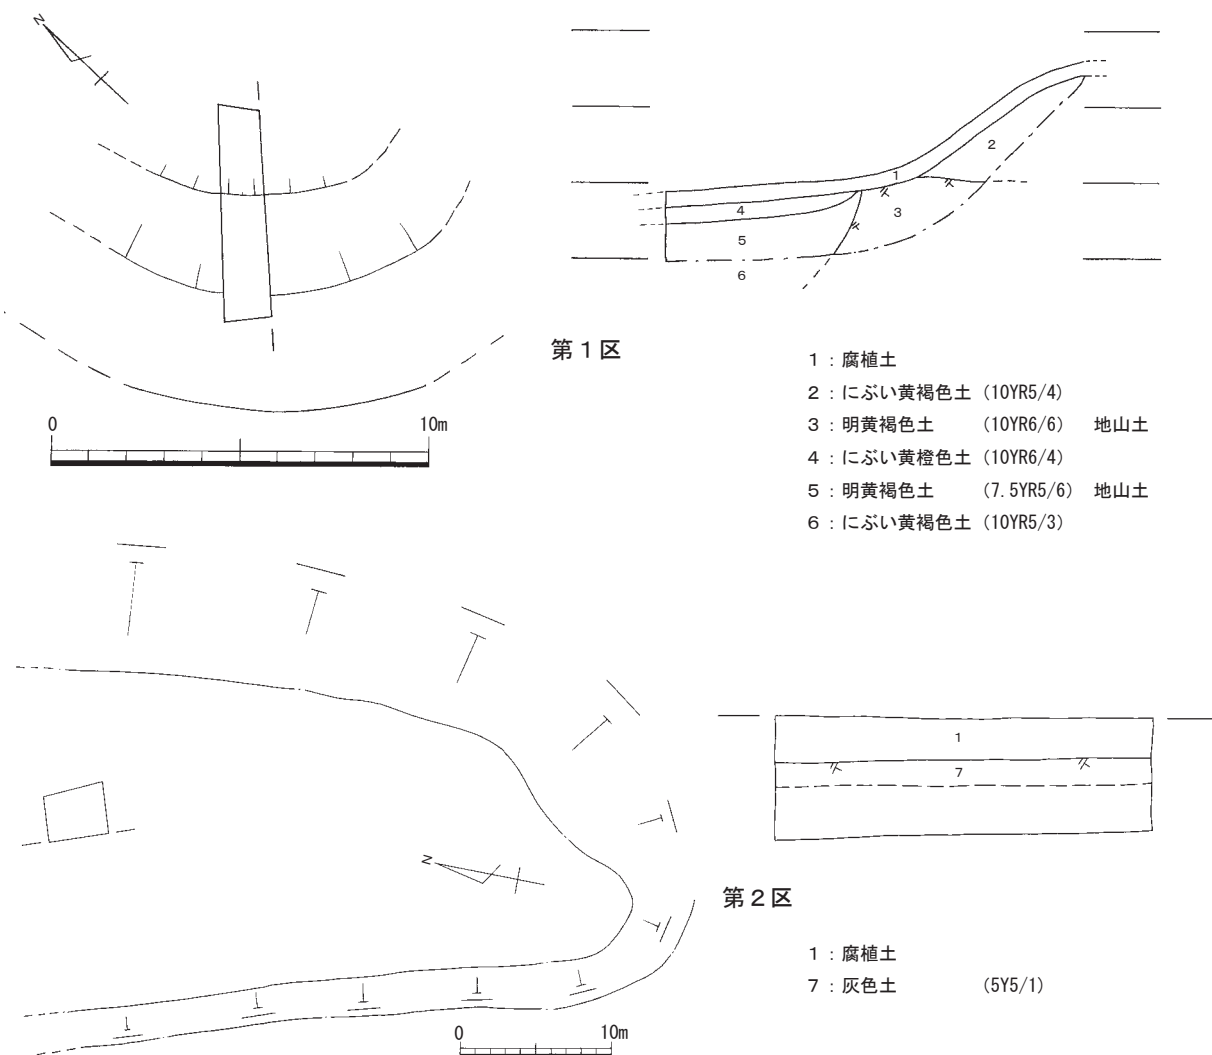 N
1
2
3
4
5
6
第１区
0 10m
１：腐植土
２：にぶい黄褐色土 (10YR5/4)
３：明黄褐色土 (10YR6/6) 地山土
４：にぶい黄橙色土 (10YR6/4)
５：明黄褐色土 (7.5YR5/6) 地山土
６：にぶい黄褐色土 (10YR5/3)
1
7
N
第２区
１：腐植土
７：灰色土 (5Y5/1)
0 10m